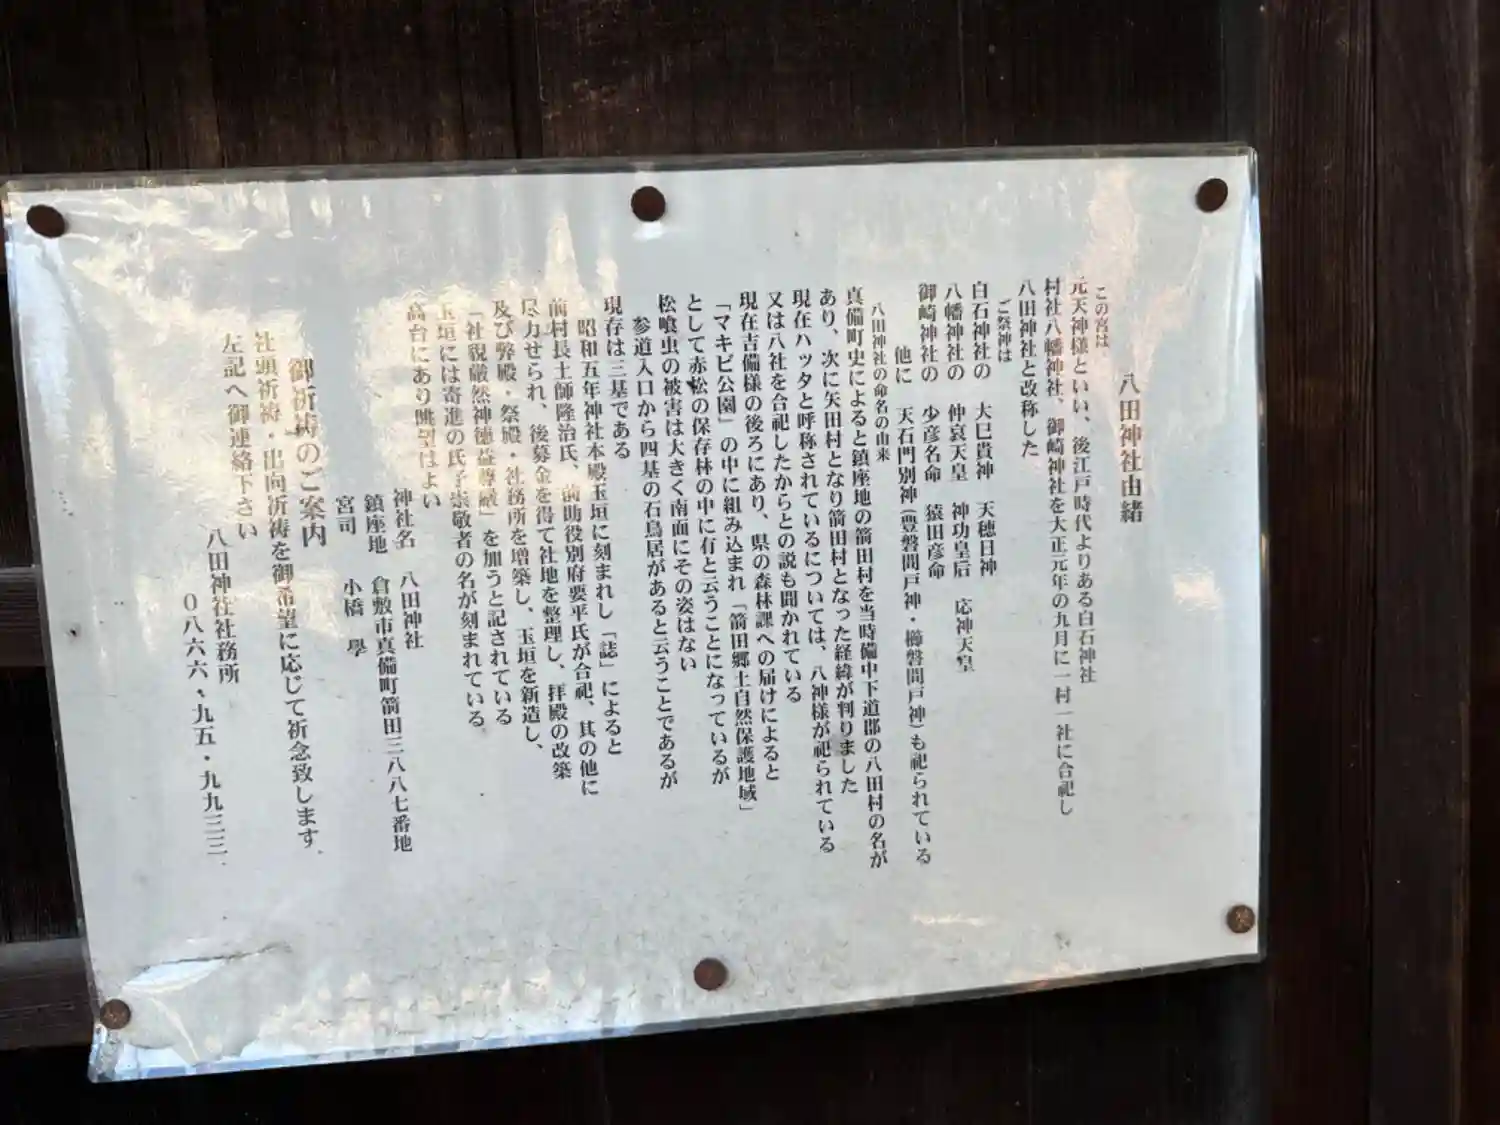 八田神社由緒
この宮は、
元天神様といい、後江戸時代よりある白石神社
村社八幡神社、御崎神社を大正元年の九月に一村一社に合祀し
八田神社と改称した
ご祭神は
白石神社の 大巳貴神 天穂日神
八幡神社の 仲哀天皇 神功皇后 応神天皇
御崎神社の 少彦名命 猿田彦命
他に 天石門別神(豊磐間戸神・櫛磐間戸神)も祀られている
八田神社の命名の由来
真備町史によると鎮座地の箭田村を当時備中下道郡の八田村の名が
あり、次に矢田村となり箭田村となった経緯が判りました
現在ハッタと呼称されているについては、八神様が祀られている
又は八社を合祀したからとの説も聞かれている
現在吉備様の後ろにあり、県の森林課への届けによると
「マキビ公園」の中に組み込まれ「箭田郷土自然保護地域」
として赤松の保存林の中に有と云うことになっているが
松喰虫の被害は大きく南面にその姿はない
参道入口から四基の石鳥居があると云うことであるが
現存は三基である
昭和五年神社本殿玉垣に刻まれし「誌」によると
前村長土師隆治氏、前助役別府要平氏が合祀、其の他に
尽力せられ、後募金を得て社地を整理し、拝殿の改築
及び弊殿・祭殿・社務所を増築し、玉垣を新造し、
「社貌厳然神徳益尊厳」を加うと記されている
玉垣には寄進の氏子崇敬者の名が刻まれている
高台にあり眺望はよい
神社名 八田神社
鎮座地 倉敷市真備町箭田三八八七番地
宮司 小橋 學
御祈祷のご案内
社頭祈祷・出向祈祷を御希望に応じて祈念致します。
左記へ御連絡下さい
八田神社社務所
０八六六、九五・九九三三